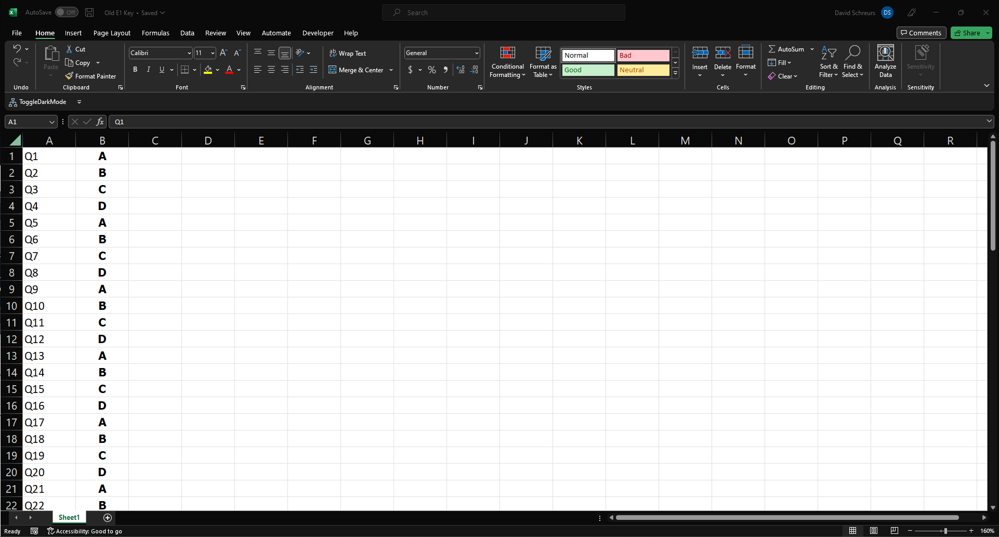 AutoSave Off Old E1 Key • Saved Search David Schreurs DS
File Home Insert Page Layout Formulas Data Review View Automate Developer Help Comments Share
Paste Cut Copy Format Painter
Calibri 11 B I U A
Wrap Text
Merge & Center
General
$ % 9
Conditional Formatting
Format as Table
Normal Bad
Good Neutral
Insert Delete Format
AutoSum
Fill
Clear
Sort & Filter
Find & Select
Analyze Data
Sensitivity
Undo Clipboard Font Alignment Number Styles Cells Editing Analysis Sensitivity
ToggleDarkMode
A1 fx Q1
A B C D E F G H I J K L M N O P Q R
1 Q1 A
2 Q2 B
3 Q3 C
4 Q4 D
5 Q5 A
6 Q6 B
7 Q7 C
8 Q8 D
9 Q9 A
10 Q10 B
11 Q11 C
12 Q12 D
13 Q13 A
14 Q14 B
15 Q15 C
16 Q16 D
17 Q17 A
18 Q18 B
19 Q19 C
20 Q20 D
21 Q21 A
22 Q22 B
Sheet1
Ready Accessibility: Good to go 160%